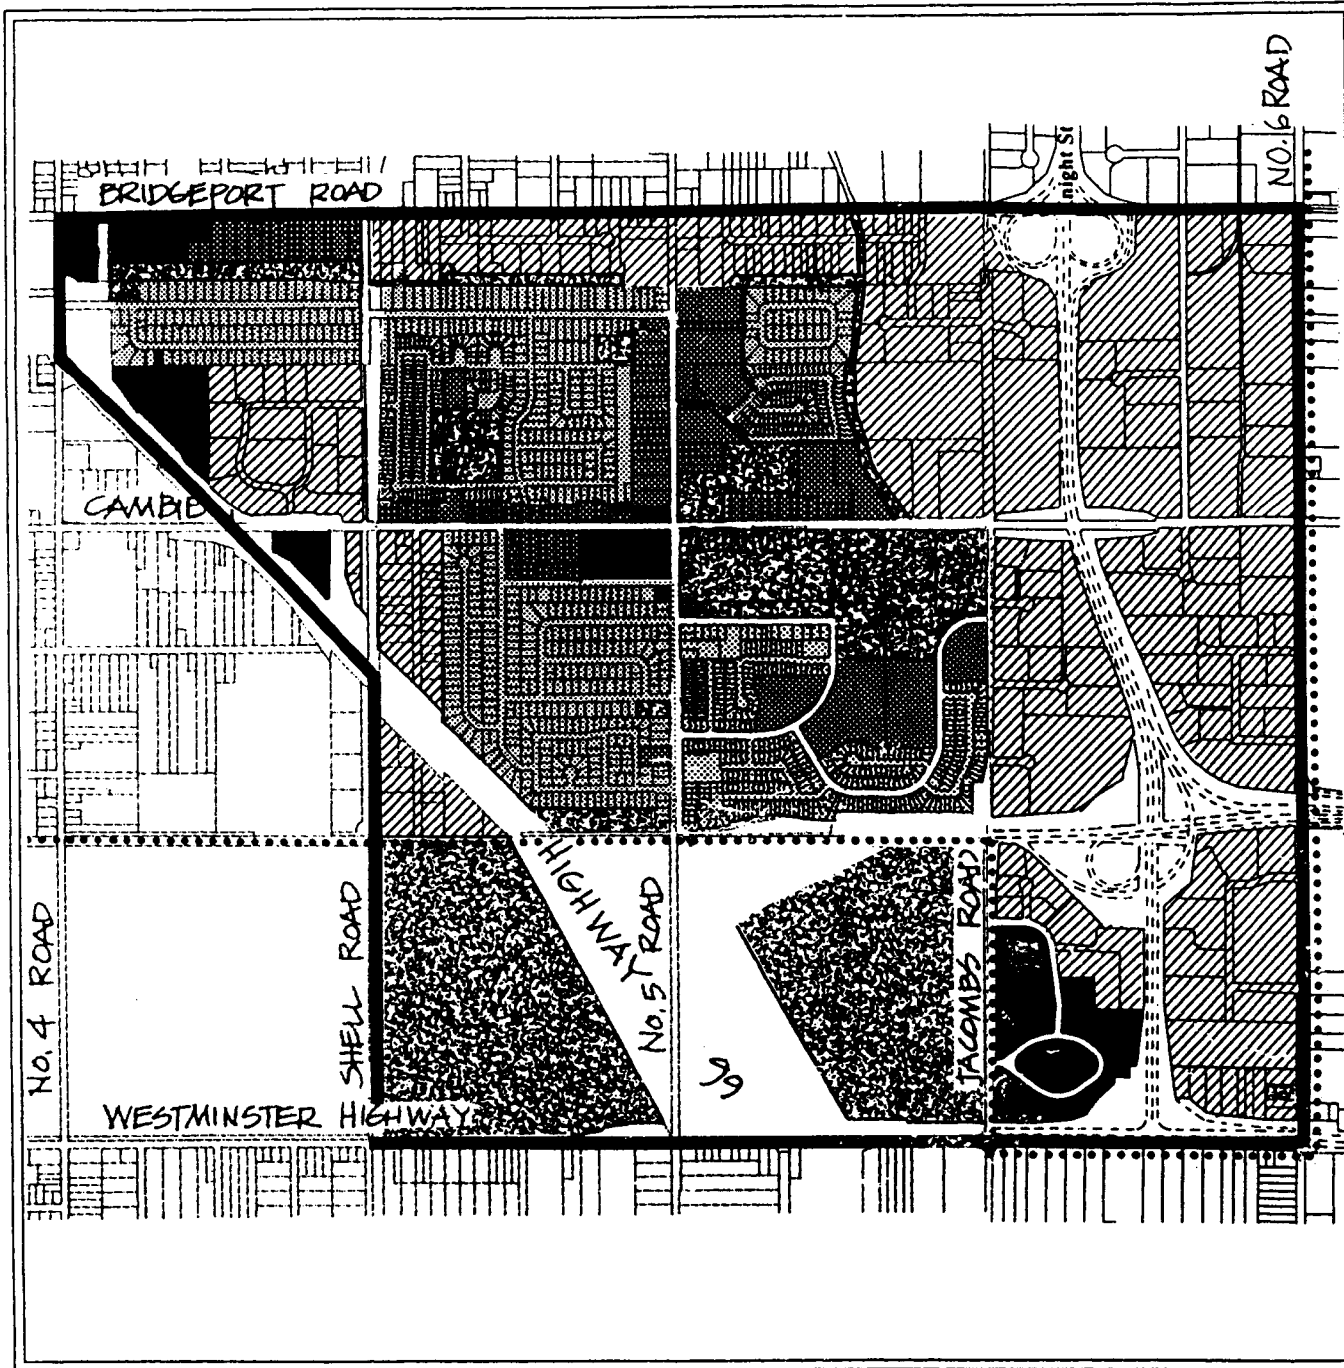 NO. 6 ROAD
BRIDGEPORT ROAD
night St
CAMBIE
HIGHWAY
99
No. 4 ROAD
SHELL ROAD
No. 5 ROAD
JACOMBS ROAD
WESTMINSTER HIGHWAY